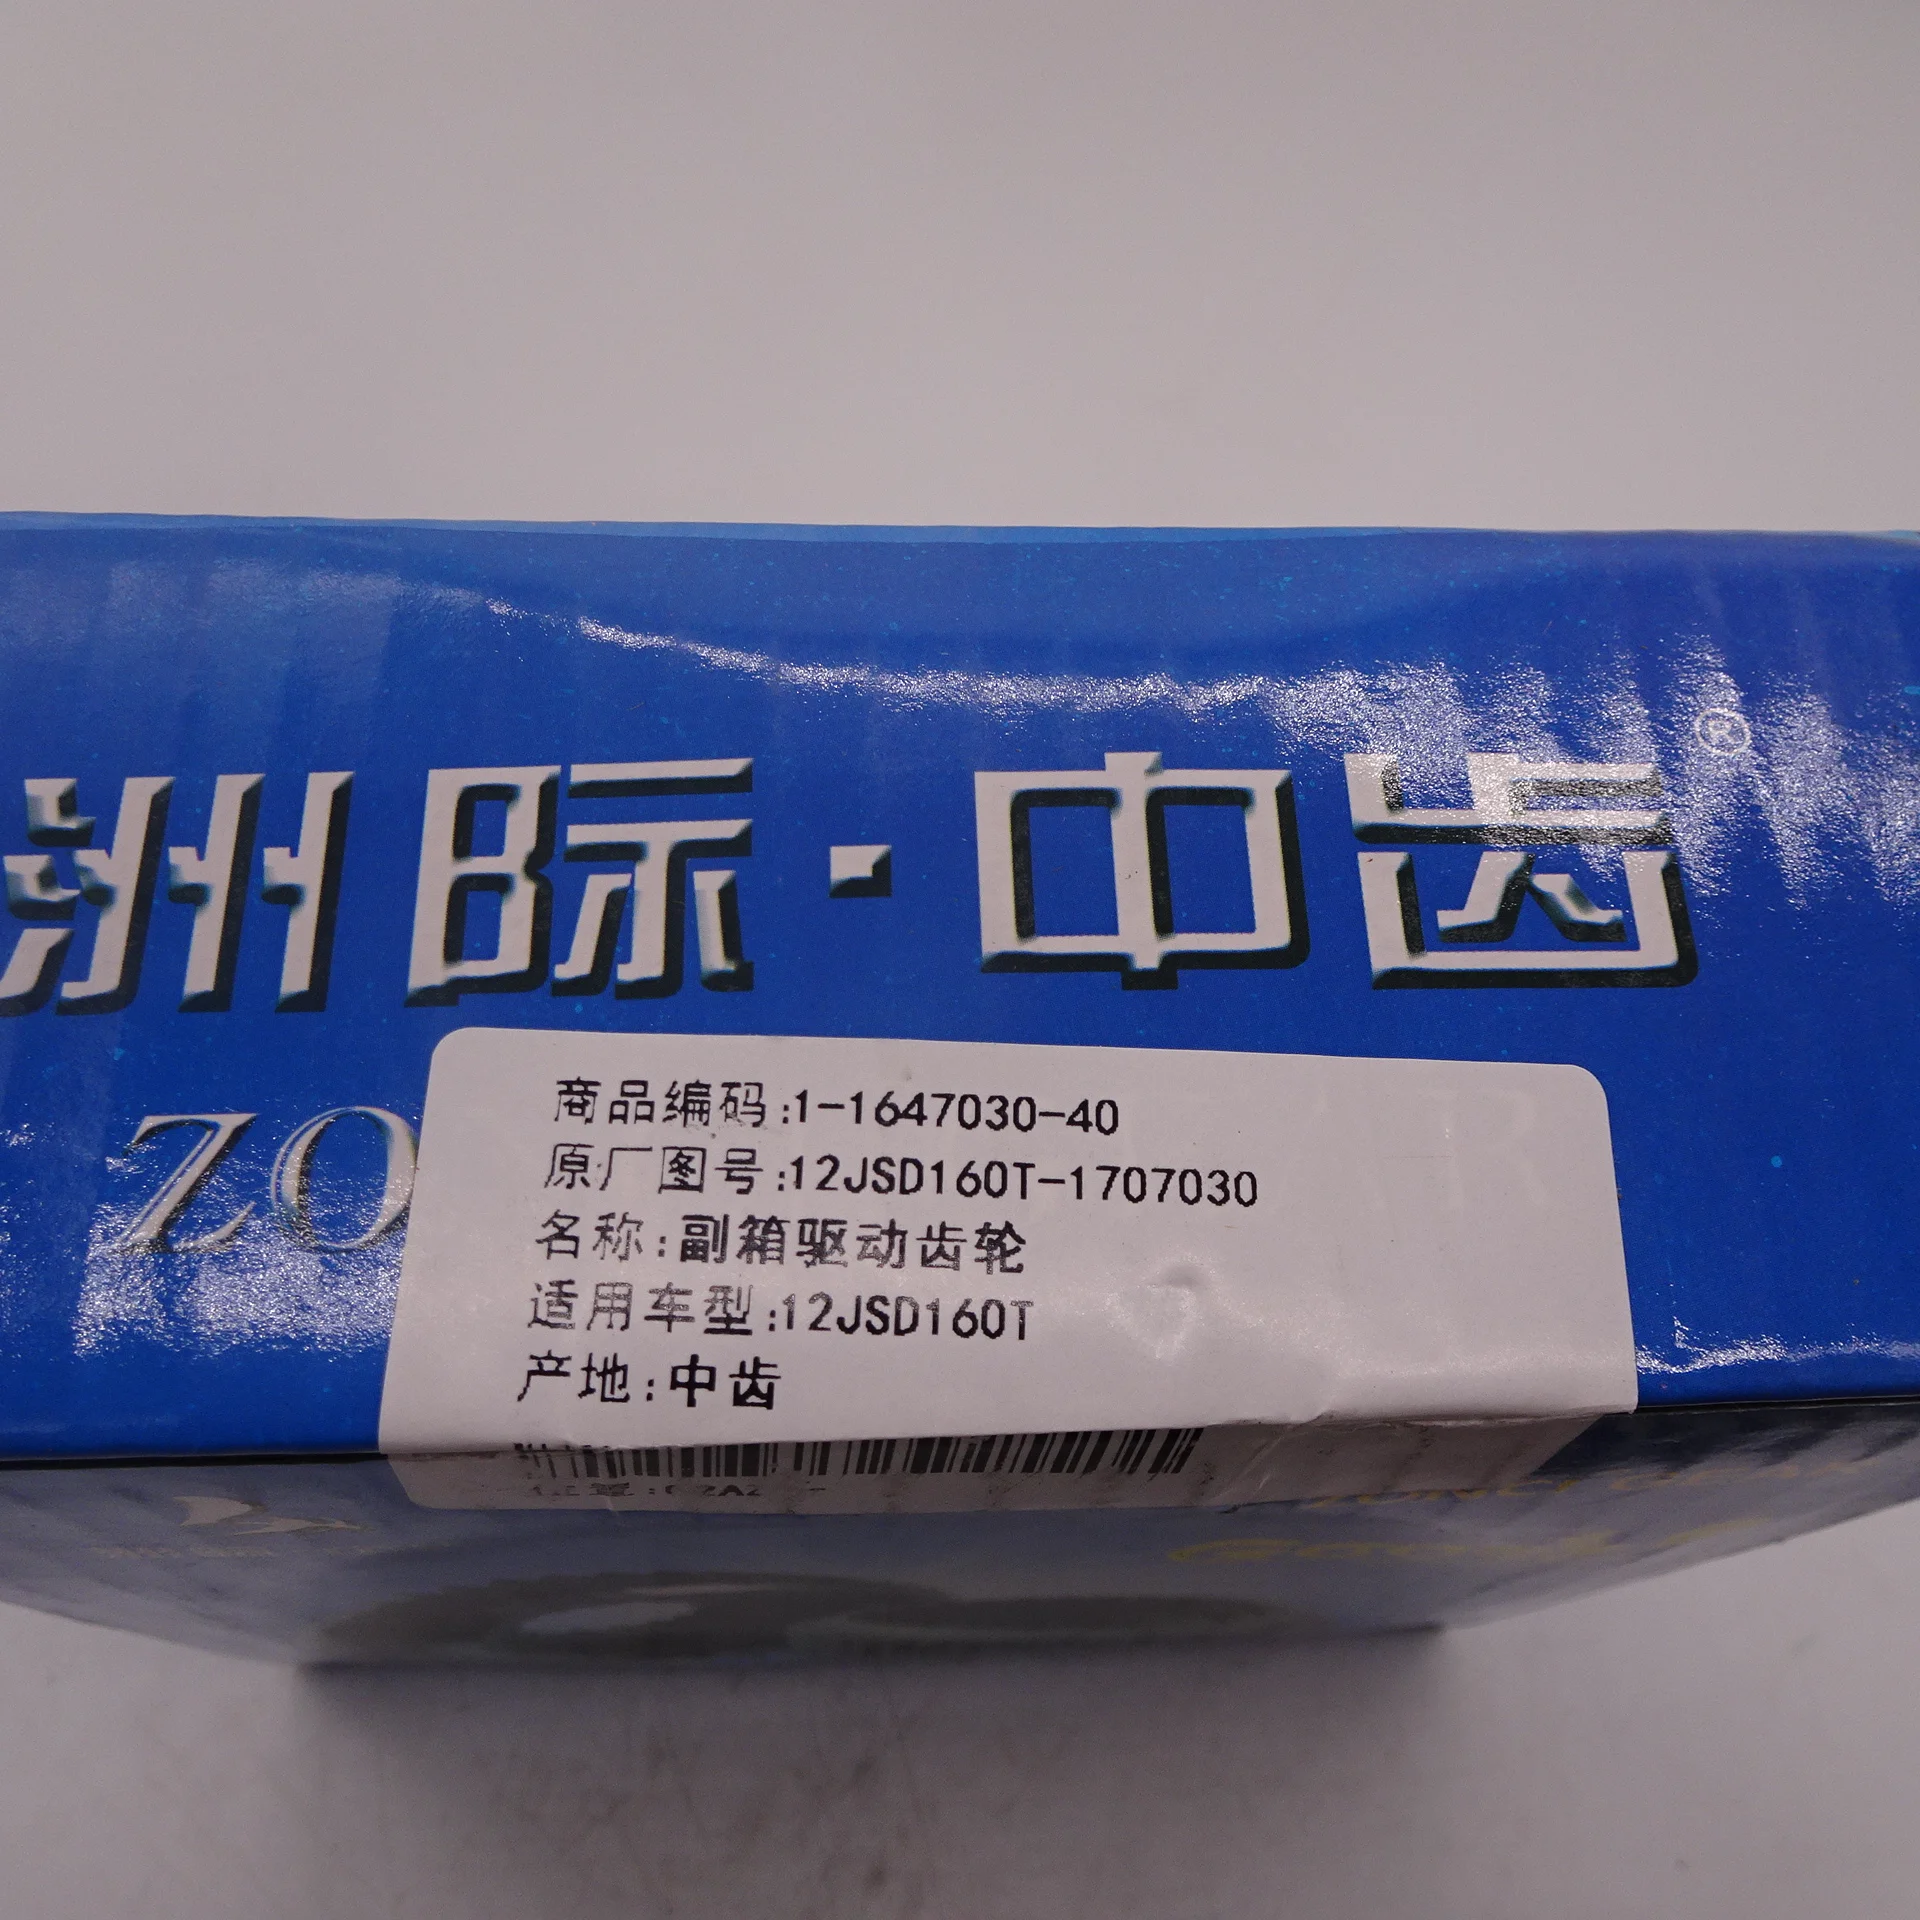 洲际·中齿®
ZO
商品编码:1-1647030-40
原厂图号:12JSD160T-1707030
名称:副箱驱动齿轮
适用车型:12JSD160T
产地:中齿